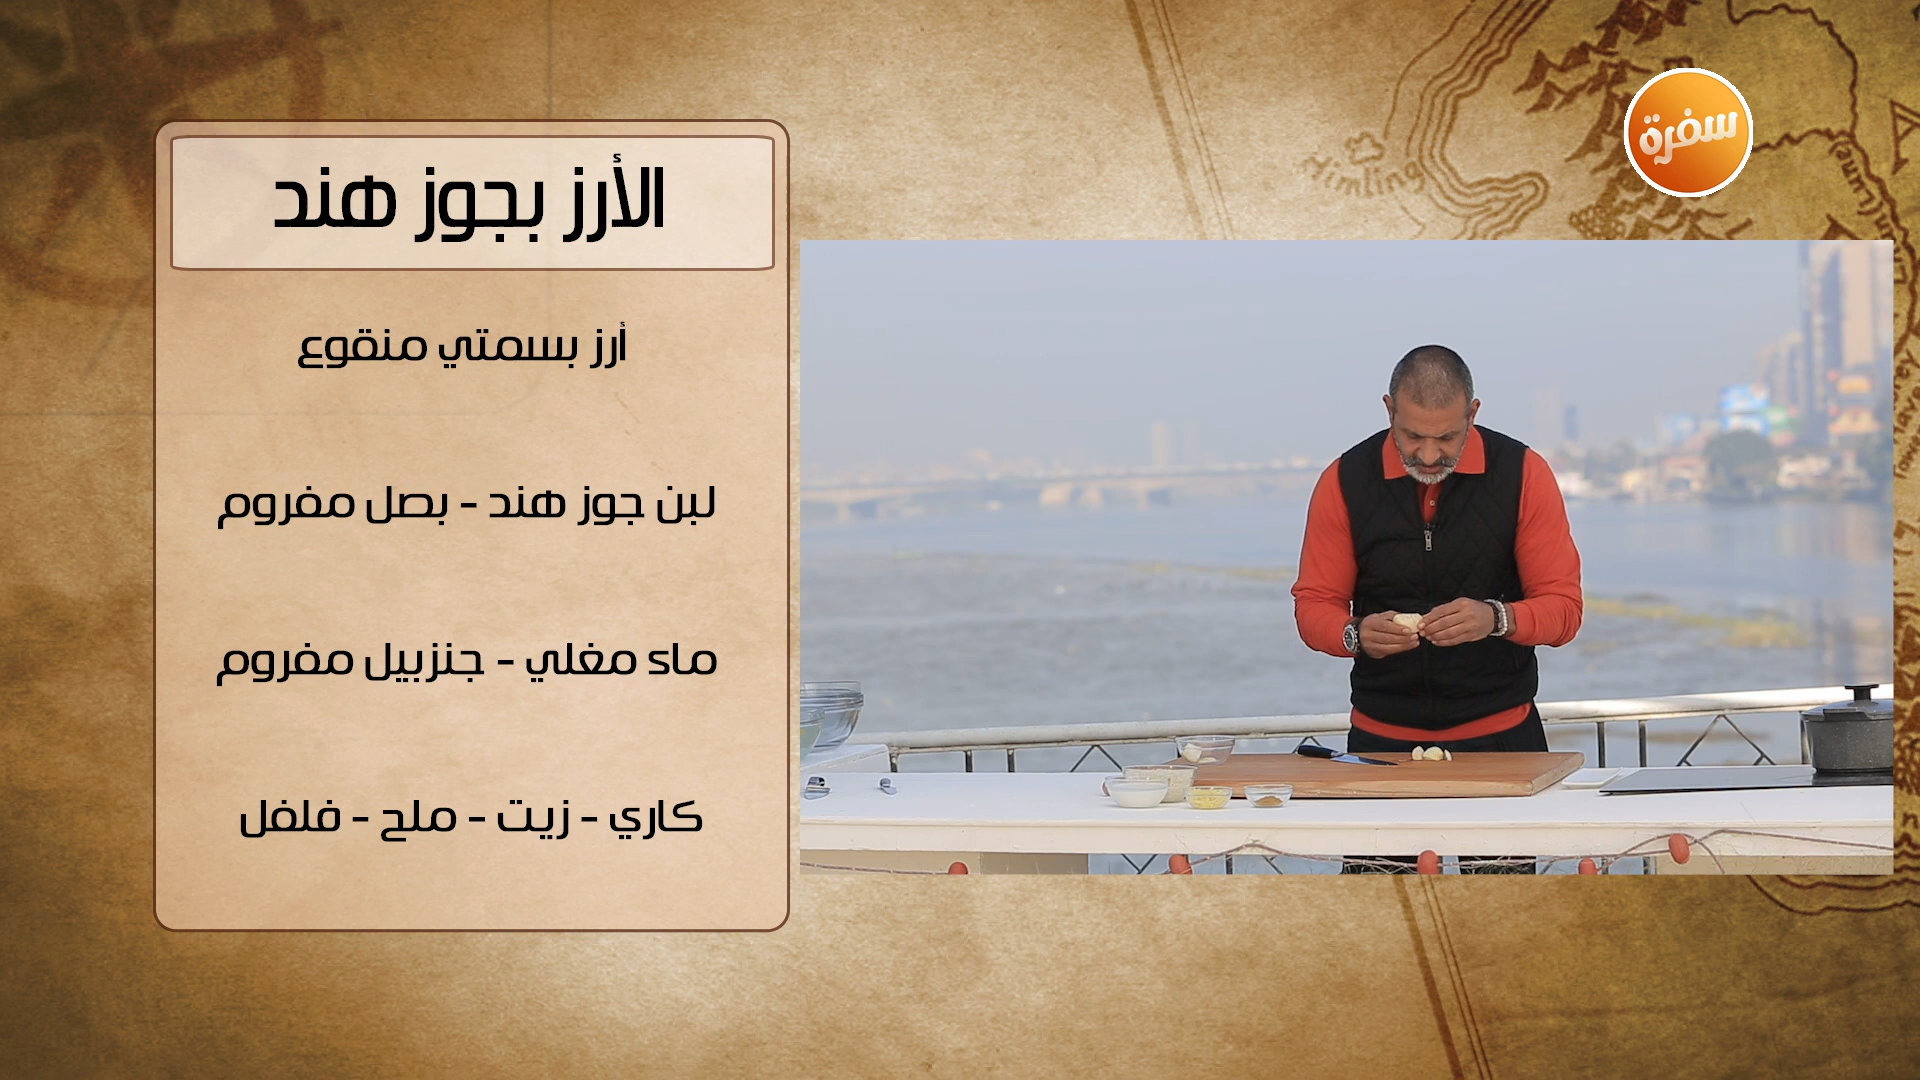 سفرة
الأرز بجوز هند
أرز بسمتي منقوع
لبن جوز هند - بصل مفروم
ماء مغلي - جنزبيل مفروم
كاري - زيت - ملح - فلفل
Himling